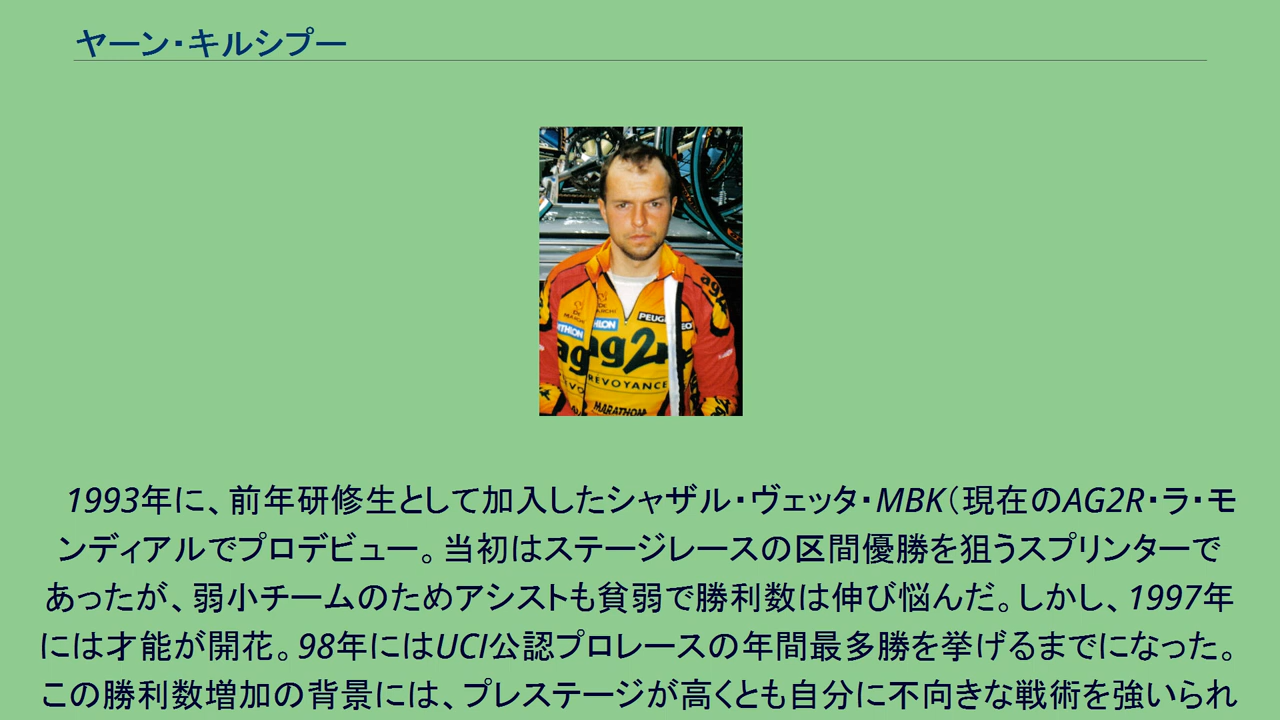 ヤーン・キルシプー
DE MARCHI
PEUG
HLON
ag2r
REVOYANCE
MARATHON
1993年に、前年研修生として加入したシャザル・ヴェッタ・MBK（現在のAG2R・ラ・モ
ンディアルでプロデビュー。当初はステージレースの区間優勝を狙うスプリンターで
あったが、弱小チームのためアシストも貧弱で勝利数は伸び悩んだ。しかし、1997年
には才能が開花。98年にはUCI公認プロレースの年間最多勝を挙げるまでになった。
この勝利数増加の背景には、プレステージが高くとも自分に不向きな戦術を強いられ